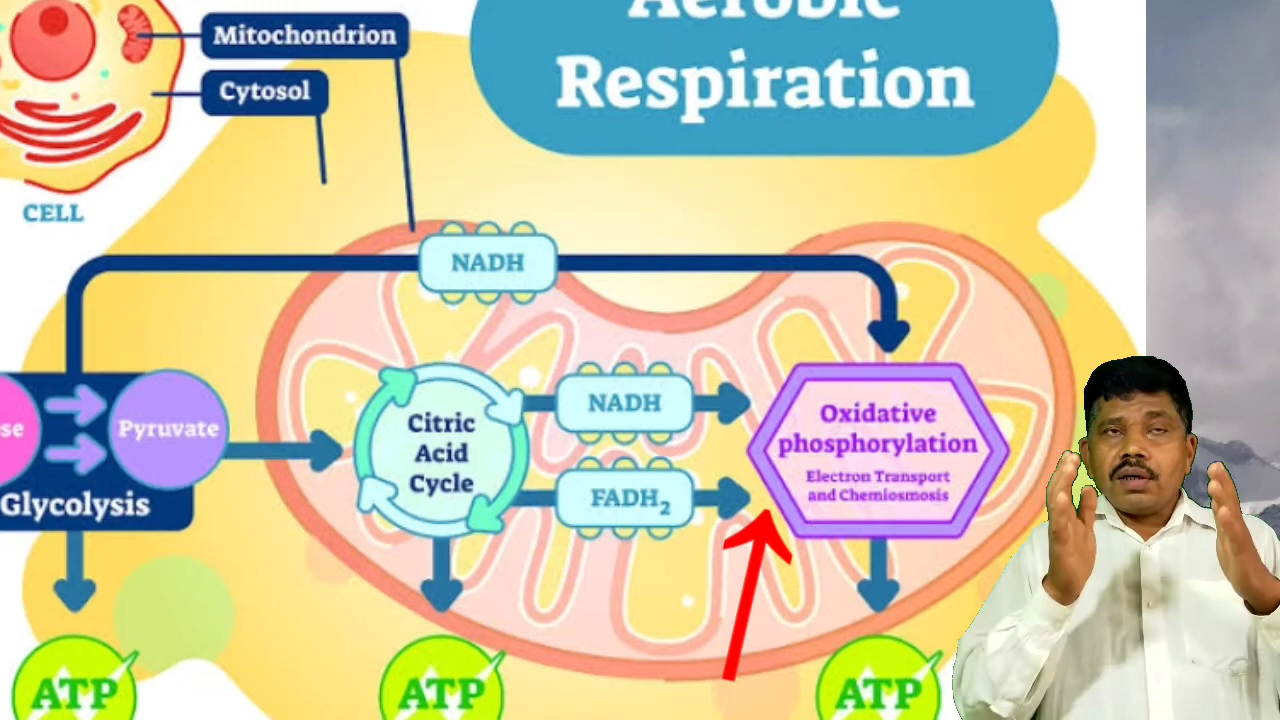 Aerobic
Respiration
Mitochondrion
Cytosol
CELL
NADH
se
Pyruvate
Glycolysis
Citric
Acid
Cycle
NADH
FADH₂
Oxidative
phosphorylation
Electron Transport
and Chemiosmosis
ATP
ATP
ATP